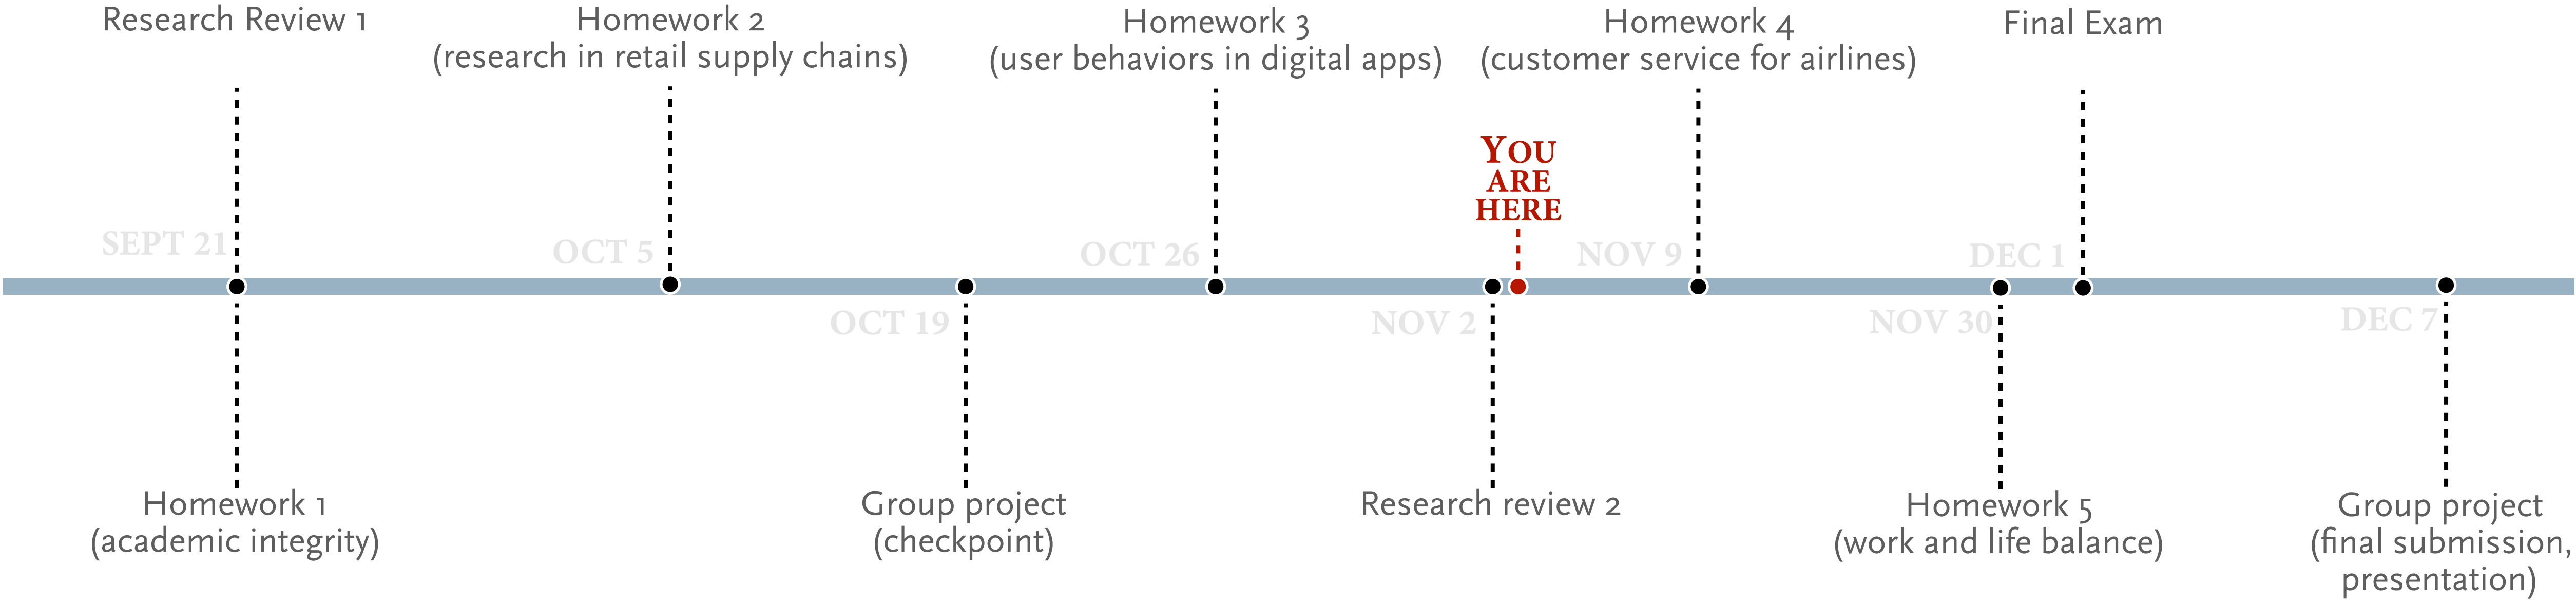 Research Review 1
Homework 2
(research in retail supply chains)
Homework 3
(user behaviors in digital apps)
Homework 4
(customer service for airlines)
Final Exam
YOU
ARE
HERE
SEPT 21
OCT 5
OCT 26
NOV 9
DEC 1
OCT 19
NOV 2
NOV 30
DEC 7
Homework 1
(academic integrity)
Group project
(checkpoint)
Research review 2
Homework 5
(work and life balance)
Group project
(final submission,
presentation)